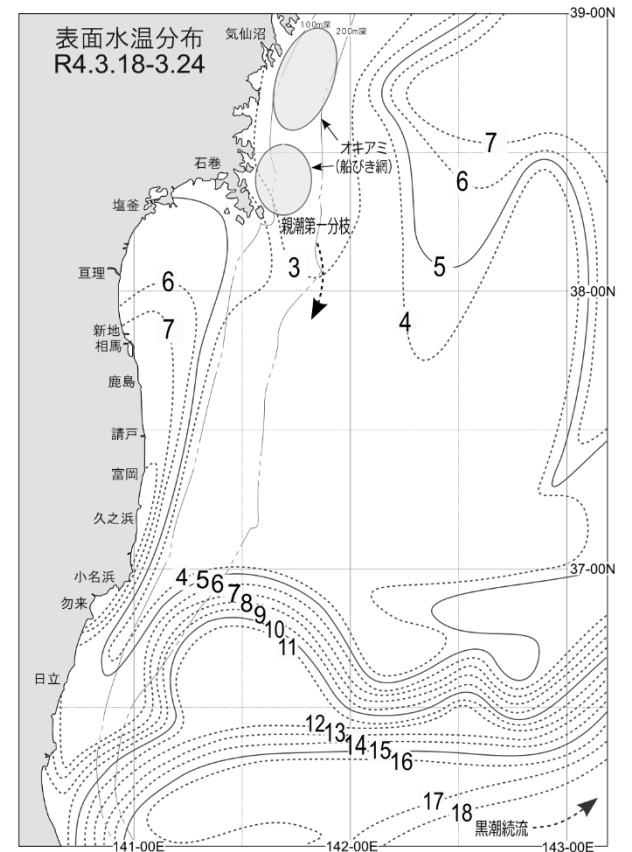 表面水温分布
R4.3.18-3.24
気仙沼
100m深
200m深
39-00N
オキアミ
(船びき網)
石巻
塩釜
親潮第一分枝
亘理
新地
相馬
鹿島
請戸
富岡
久之浜
小名浜
勿来
日立
7
6
5
4
3
6
7
38-00N
37-00N
4
5
6
7
8
9
10
11
12
13
14
15
16
17
18
黒潮続流
141-00E
142-00E
143-00E